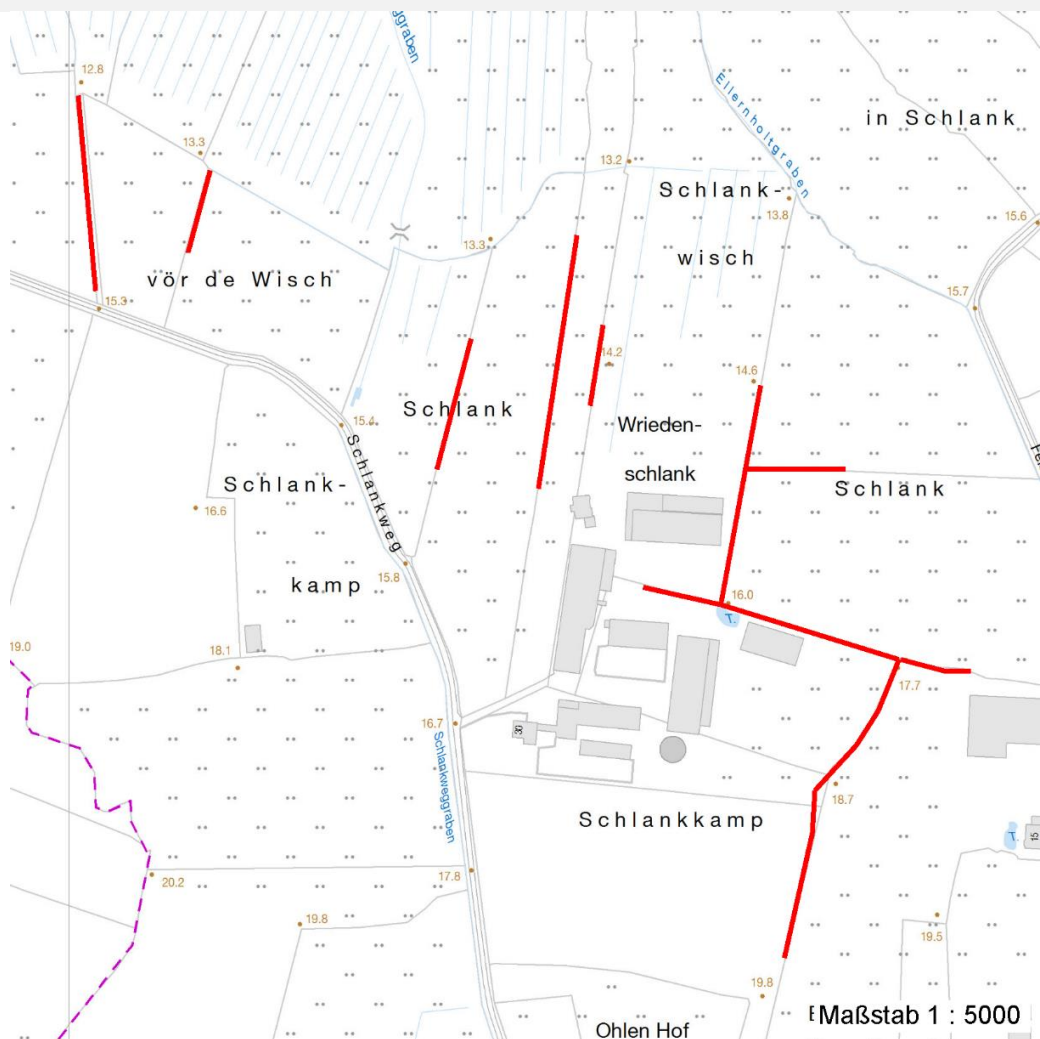 ggraben
12.8
Ellernholtgraben
in Schlank
13.3
13.2
Schlank-
13.8
15.6
13.3
wisch
vör de Wisch
15.3
15.7
14.2
14.6
Schlank
15.4
Wrieden-
schlank
Schlankweg
Schlank-
Schlank
16.6
15.8
kamp
16.0
T.
19.0
18.1
17.7
16.7
30
Schlankweggraben
18.7
Schlankkamp
T.
15
17.8
20.2
19.8
19.5
19.8
Maßstab 1 : 5000
Ohlen Hof